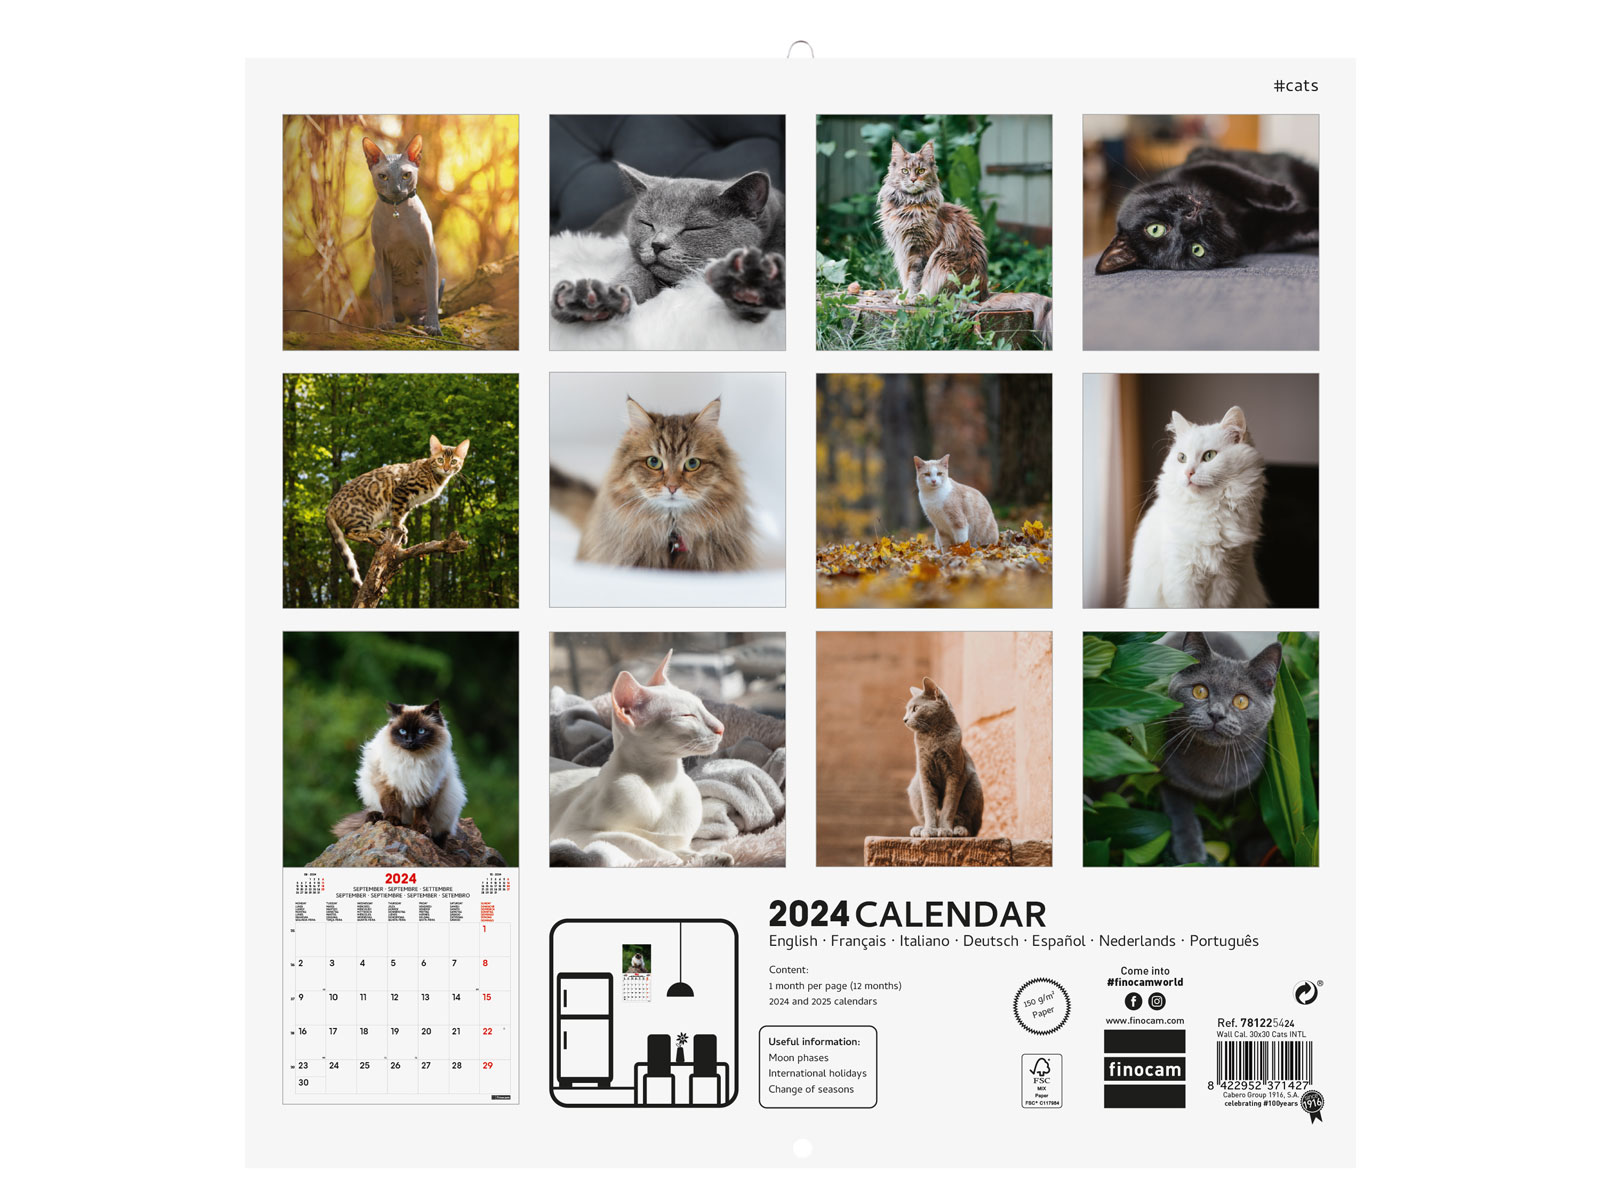 #cats
2024
SEPTEMBER · SEPTIEMBRE · SETTEMBRE
SEPTEMBER · SEPTIEMBRE · SEPTEMBER · SETEMBRO
1
2 3 4 5 6 7 8
9 10 11 12 13 14 15
16 17 18 19 20 21 22
23 24 25 26 27 28 29
30
2024 CALENDAR
English · Français · Italiano · Deutsch · Español · Nederlands · Português
Content:
1 month per page (12 months)
2024 and 2025 calendars
Useful information:
Moon phases
International holidays
Change of seasons
150 g/m²
Paper
FSC
MIX
Paper
FSC® C117984
Come into
#finocamworld
www.finocam.com
finocam
®
Ref. 781225424
Wall Cal. 30x30 Cats INTL
8 422952 371427
Cabero Group 1916, S.A.
celebrating #100years
1916